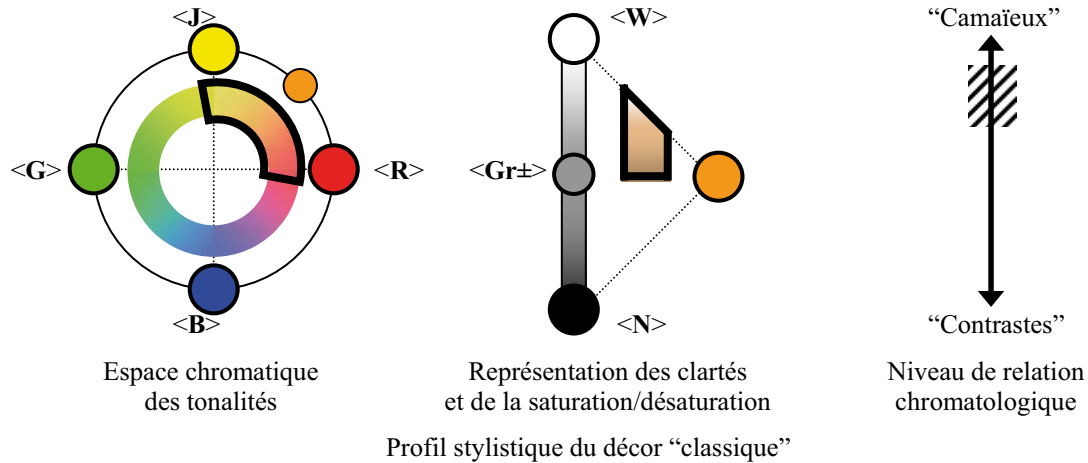 <J>
<G>
<R>
<B>
Espace chromatique
des tonalités
<W>
<Gr±>
<N>
Représentation des clartés
et de la saturation/désaturation
“Camaïeux”
“Contrastes”
Niveau de relation
chromatologique
Profil stylistique du décor “classique”